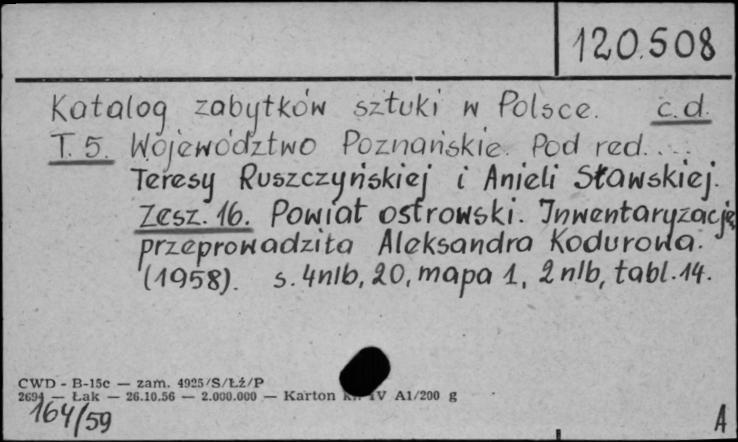 120.508
Katalog zabytków sztuki w Polsce. c.d.
T. 5. Województwo Poznańskie. Pod red. . .
Teresy Ruszczyńskiej i Anieli Sławskiej.
Zesz. 16. Powiat ostrowski. Inwentaryzację
przeprowadziła Aleksandra Kodurowa.
(1958). s. 4nlb, 20, mapa 1, 2nlb, tabl. 14.
CWD - B-15c — zam. 4925/S/Łź/P
2694 — Łak — 26.10.56 — 2.000.000 — Karton IV A1/200 g
164/59
A